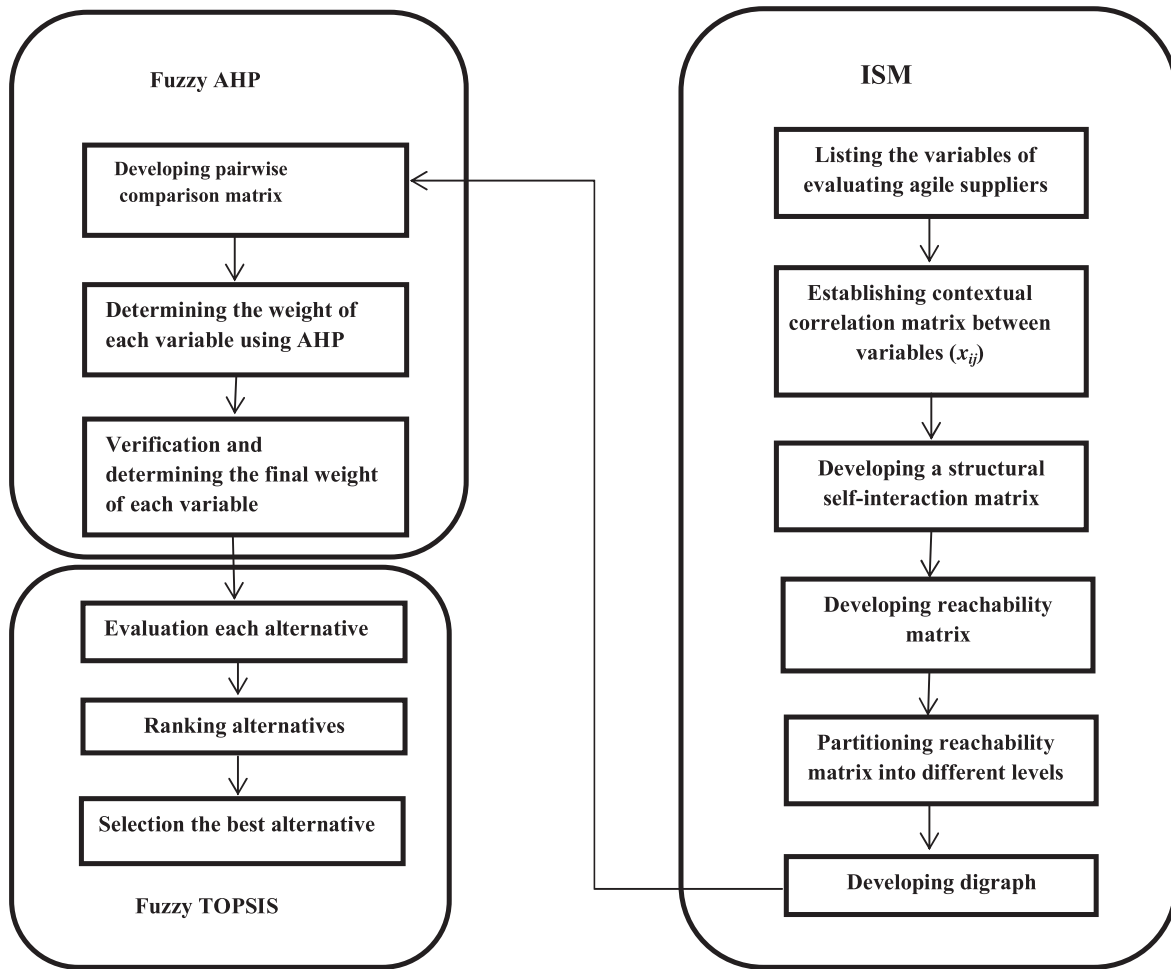 Fuzzy AHP
Developing pairwise
comparison matrix
Determining the weight of
each variable using AHP
Verification and
determining the final weight
of each variable
Evaluation each alternative
Ranking alternatives
Selection the best alternative
Fuzzy TOPSIS
ISM
Listing the variables of
evaluating agile suppliers
Establishing contextual
correlation matrix between
variables (xij)
Developing a structural
self-interaction matrix
Developing reachability
matrix
Partitioning reachability
matrix into different levels
Developing digraph